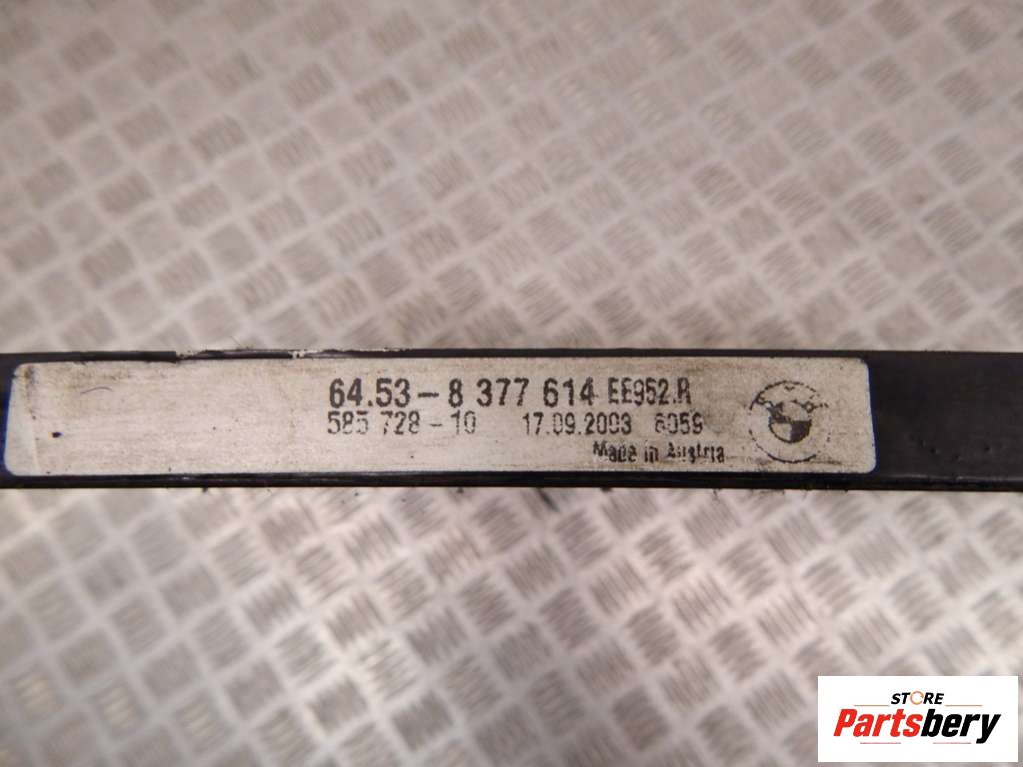 64.53-8 377 614 EE952.R
585 728-10 17.09.2003 6059
Made in Austria
STORE
Partsbery